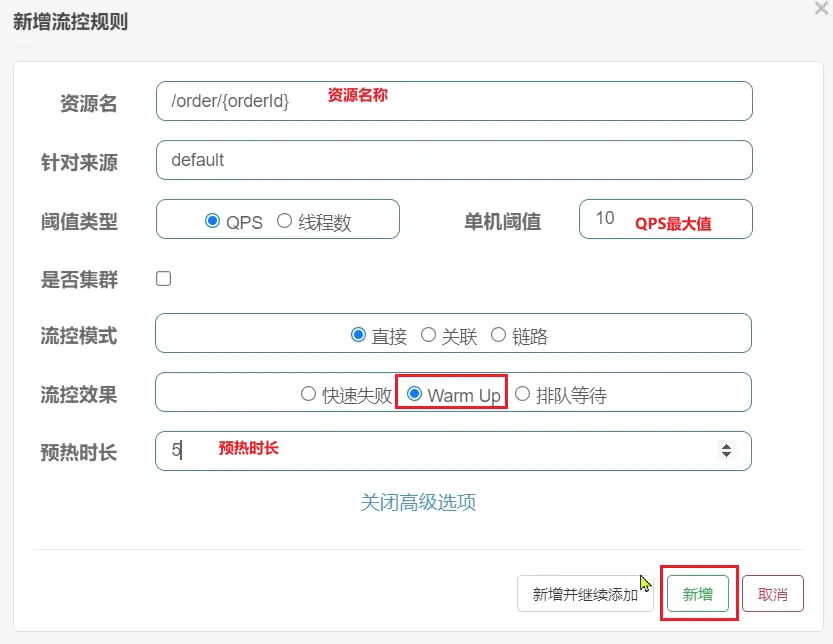 新增流控规则
资源名 /order/{orderId} 资源名称
针对来源 default
阈值类型 QPS 线程数 单机阈值 10 QPS最大值
是否集群
流控模式 直接 关联 链路
流控效果 快速失败 Warm Up 排队等待
预热时长 5 预热时长
关闭高级选项
新增并继续添加 新增 取消